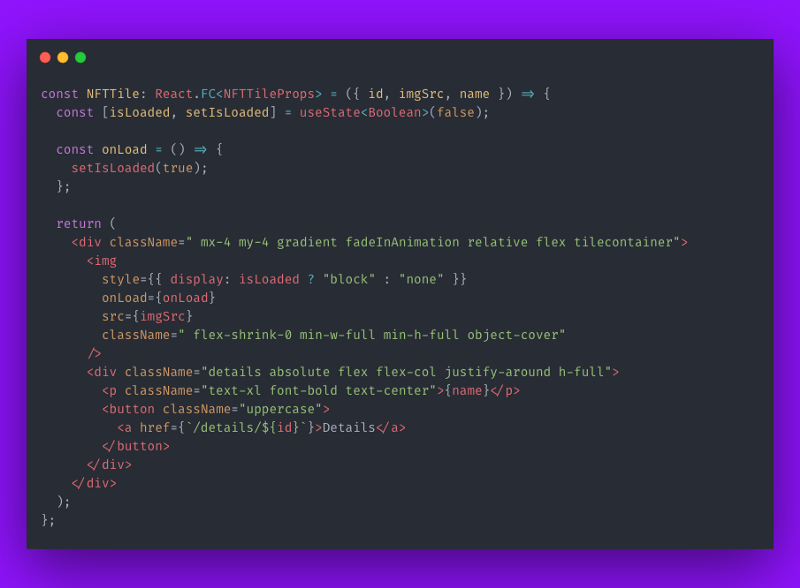 const NFTTile: React.FC<NFTTileProps> = ({ id, imgSrc, name }) => {
  const [isLoaded, setIsLoaded] = useState<Boolean>(false);

  const onLoad = () => {
    setIsLoaded(true);
  };

  return (
    <div className=" mx-4 my-4 gradient fadeInAnimation relative flex tilecontainer">
      <img
        style={{ display: isLoaded ? "block" : "none" }}
        onLoad={onLoad}
        src={imgSrc}
        className=" flex-shrink-0 min-w-full min-h-full object-cover"
      />
      <div className="details absolute flex flex-col justify-around h-full">
        <p className="text-xl font-bold text-center">{name}</p>
        <button className="uppercase">
          <a href={`/details/${id}`}>Details</a>
        </button>
      </div>
    </div>
  );
};